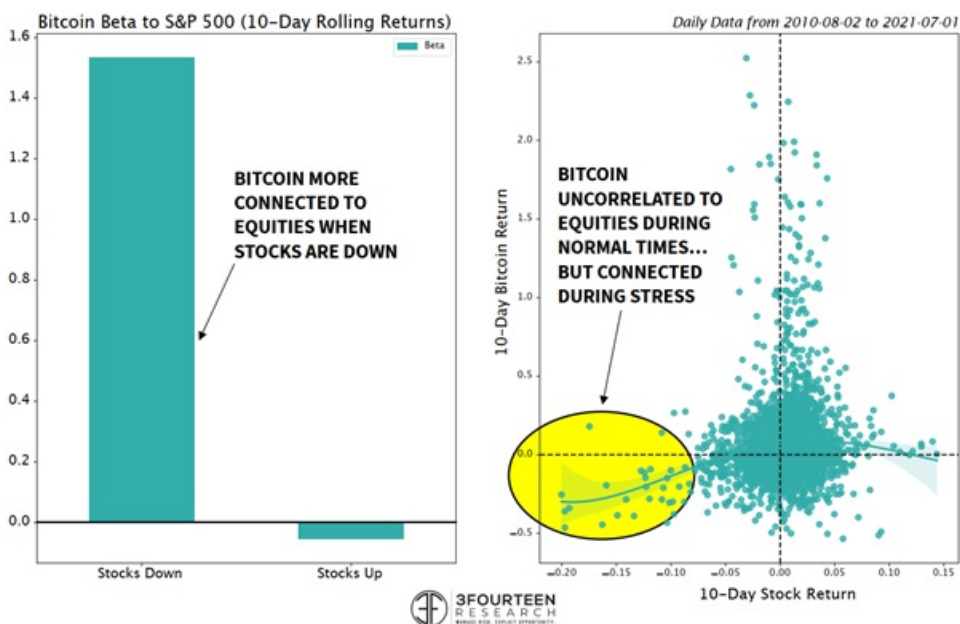 Bitcoin Beta to S&P 500 (10-Day Rolling Returns)
Daily Data from 2010-08-02 to 2021-07-01
1.6
1.4
1.2
1.0
0.8
0.6
0.4
0.2
0.0
Beta
BITCOIN MORE
CONNECTED TO
EQUITIES WHEN
STOCKS ARE DOWN
Stocks Down
Stocks Up
10-Day Bitcoin Return
2.5
2.0
1.5
1.0
0.5
0.0
−0.5
BITCOIN
UNCORRELATED TO
EQUITIES DURING
NORMAL TIMES...
BUT CONNECTED
DURING STRESS
−0.20
−0.15
−0.10
−0.05
0.00
0.05
0.10
0.15
10-Day Stock Return
3F
3FOURTEEN
RESEARCH
MANAGE RISK. EXPLOIT OPPORTUNITY.